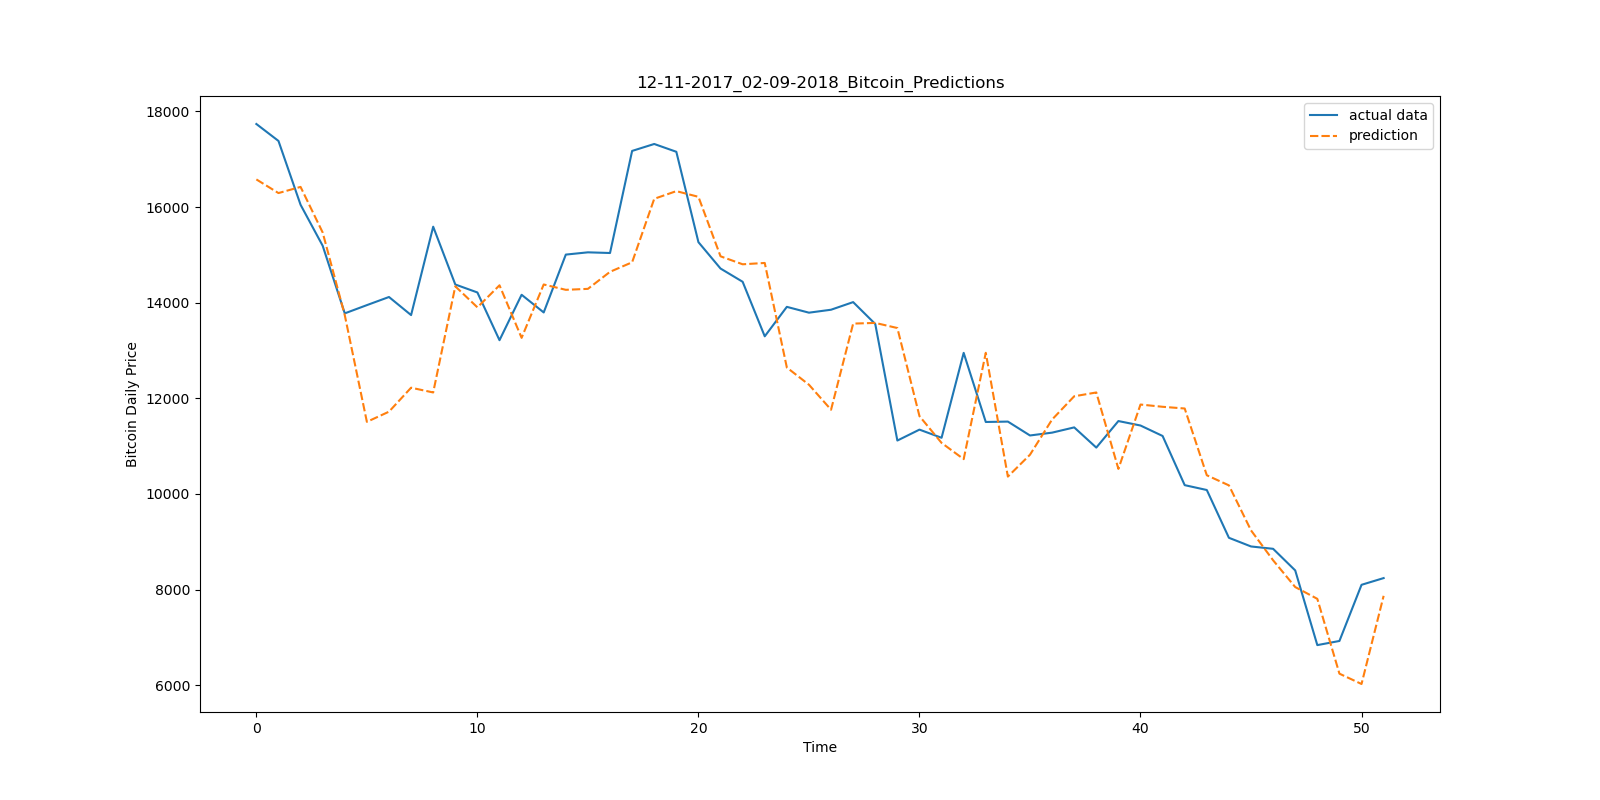 12-11-2017_02-09-2018_Bitcoin_Predictions
actual data
prediction
Bitcoin Daily Price
18000
16000
14000
12000
10000
8000
6000
0 10 20 30 40 50
Time